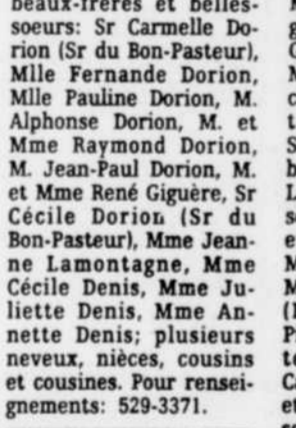 beaux-frères et belles-
soeurs: Sr Carmelle Do-
rion (Sr du Bon-Pasteur),
Mlle Fernande Dorion,
Mlle Pauline Dorion, M.
Alphonse Dorion, M. et
Mme Raymond Dorion,
M. Jean-Paul Dorion, M.
et Mme René Giguère, Sr
Cécile Dorion (Sr du
Bon-Pasteur), Mme Jean-
ne Lamontagne, Mme
Cécile Denis, Mme Ju-
liette Denis, Mme An-
nette Denis; plusieurs
neveux, nièces, cousins
et cousines. Pour rensei-
gnements: 529-3371.